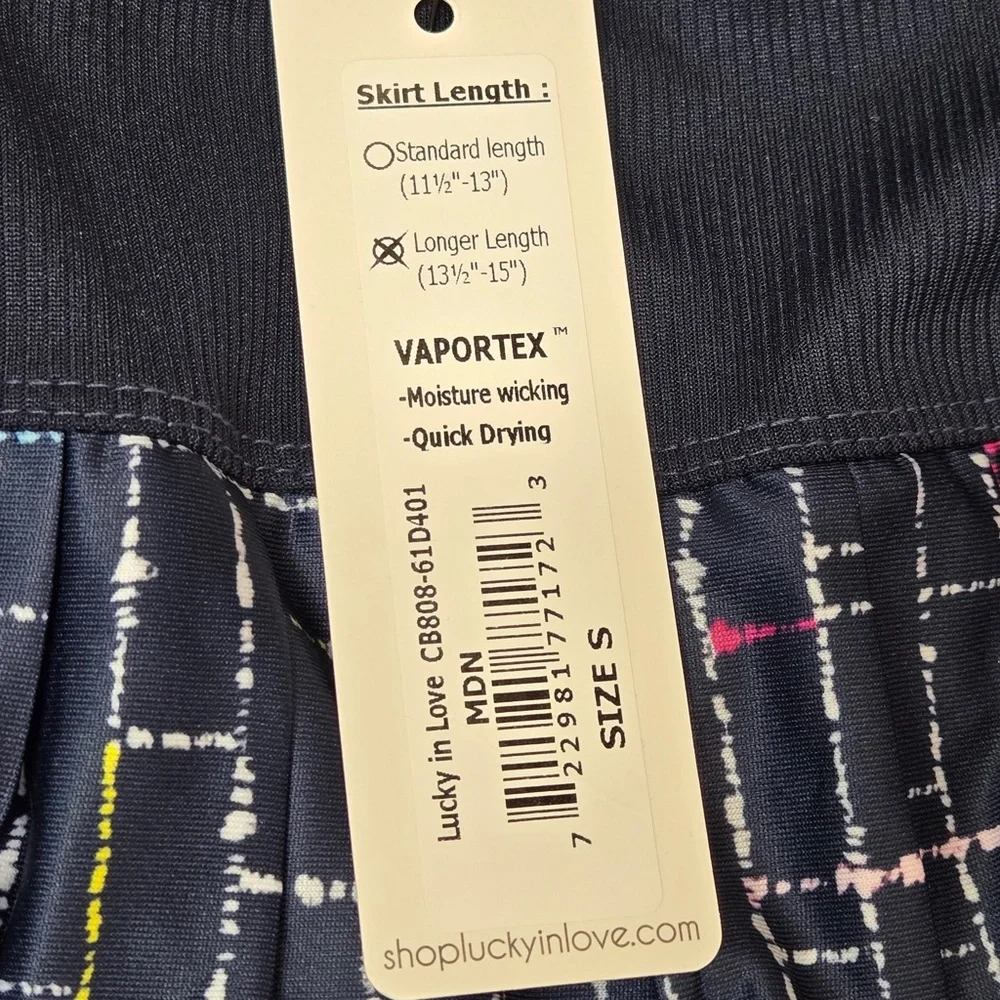 Skirt Length :
Standard length
(11½"-13")
Longer Length
(13½"-15")
VAPORTEX™
-Moisture wicking
-Quick Drying
Lucky in Love CB808-61D401
MDN
7 22981 77172 3
SIZE S
shopluckyinlove.com